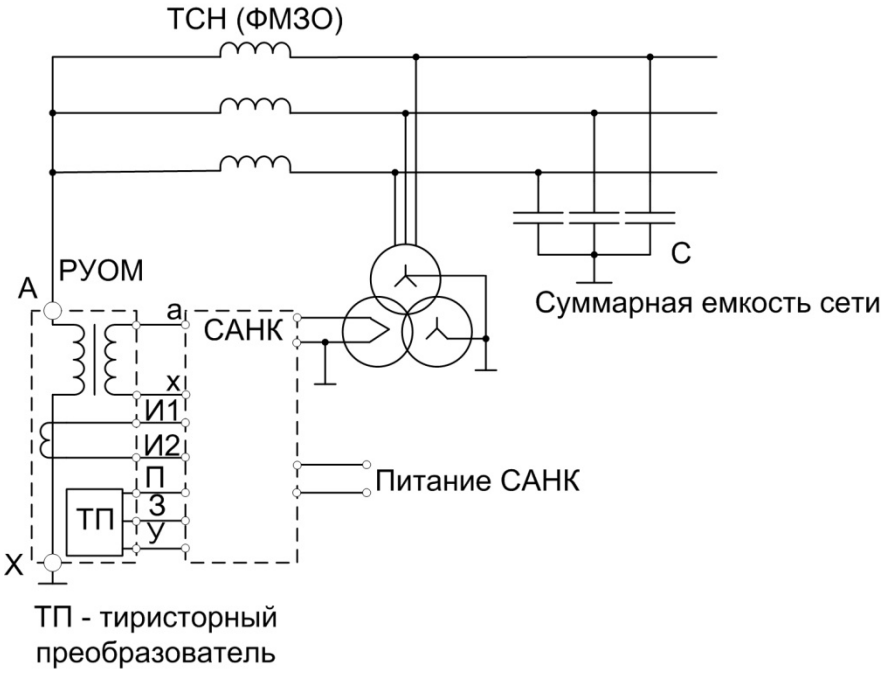 ТСН (ФМЗО)
А
РУОМ
С
Суммарная емкость сети
а
САНК
х
И1
И2
П
Питание САНК
ТП
З
У
Х
ТП - тиристорный
преобразователь